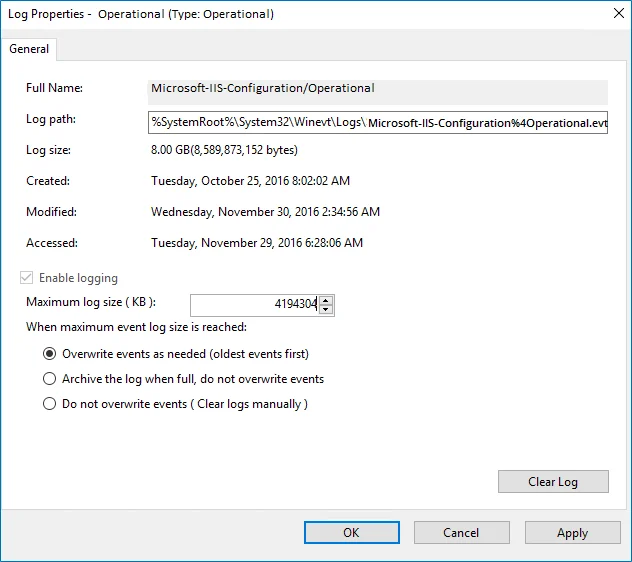 Log Properties - Operational (Type: Operational)
General
Full Name: Microsoft-IIS-Configuration/Operational
Log path: %SystemRoot%\System32\Winevt\Logs\ Microsoft-IIS-Configuration%4Operational.evt
Log size: 8.00 GB(8,589,873,152 bytes)
Created: Tuesday, October 25, 2016 8:02:02 AM
Modified: Wednesday, November 30, 2016 2:34:56 AM
Accessed: Tuesday, November 29, 2016 6:28:06 AM
Enable logging
Maximum log size ( KB ): 4194304
When maximum event log size is reached:
Overwrite events as needed (oldest events first)
Archive the log when full, do not overwrite events
Do not overwrite events ( Clear logs manually )
Clear Log
OK Cancel Apply